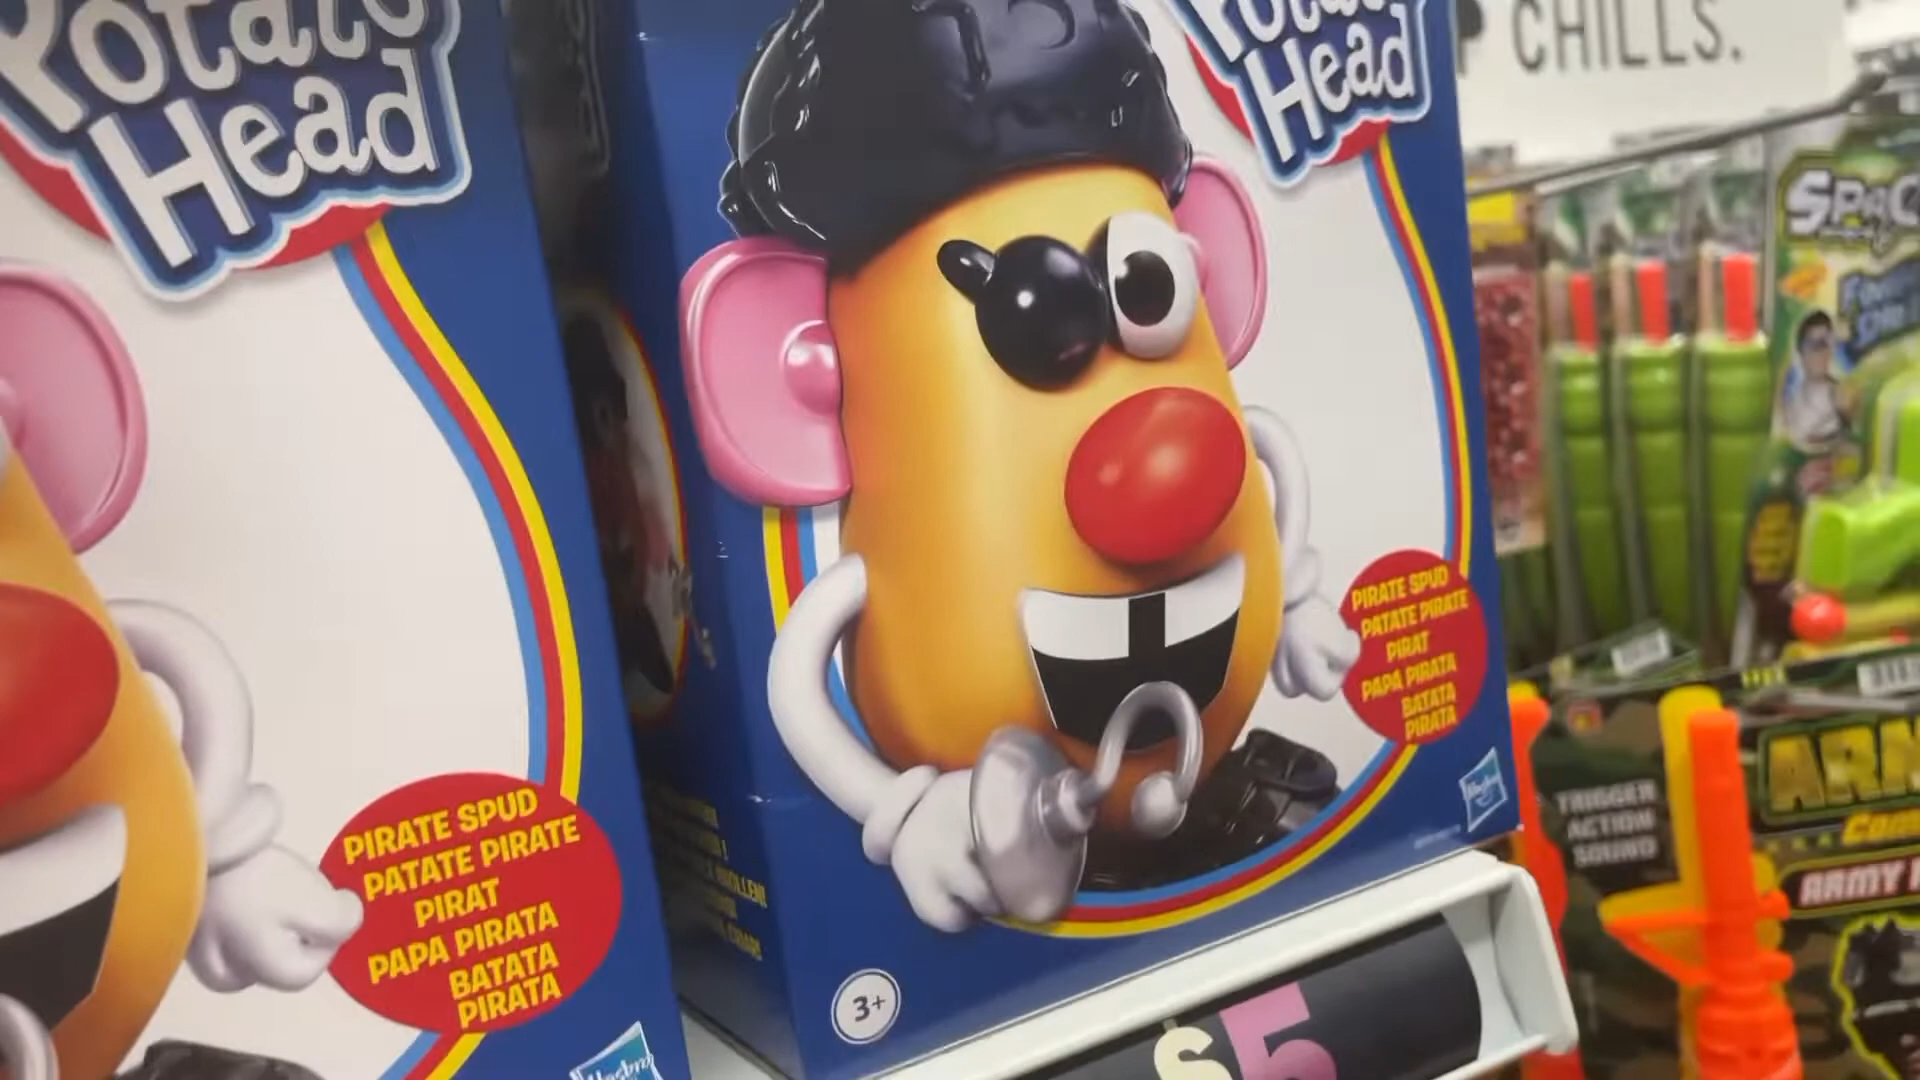 Potato
Head
PIRATE SPUD
PATATE PIRATE
PIRAT
PAPA PIRATA
BATATA
PIRATA
Hasbro
Potato
Head
PIRATE SPUD
PATATE PIRATE
PIRAT
PAPA PIRATA
BATATA
PIRATA
Hasbro
3+
$5
CHILLS.
TRIGGER
ACTION
SOUND
ARMY